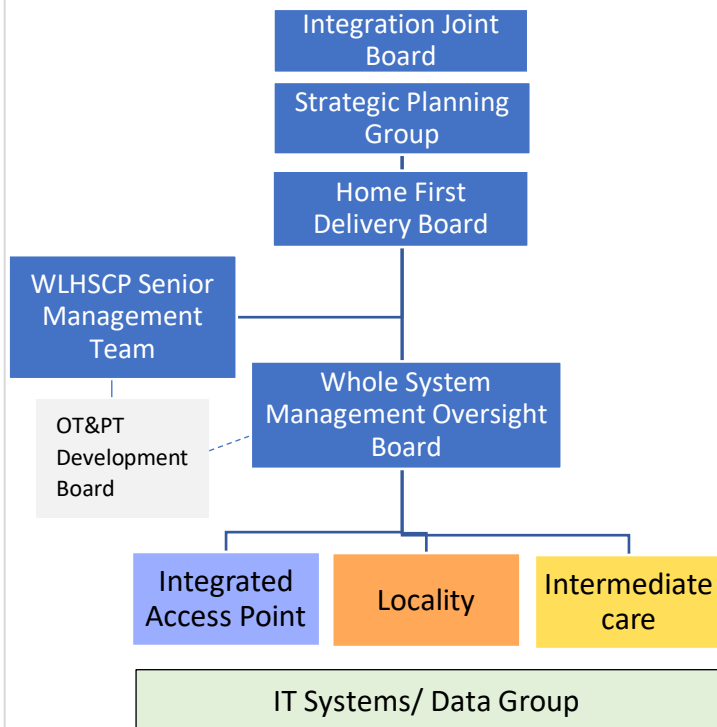 Integration Joint
Board
Strategic Planning
Group
Home First
Delivery Board
WLHSCP Senior
Management
Team
Whole System
Management Oversight
Board
OT&PT
Development
Board
Integrated
Access Point
Locality
Intermediate
care
IT Systems/ Data Group